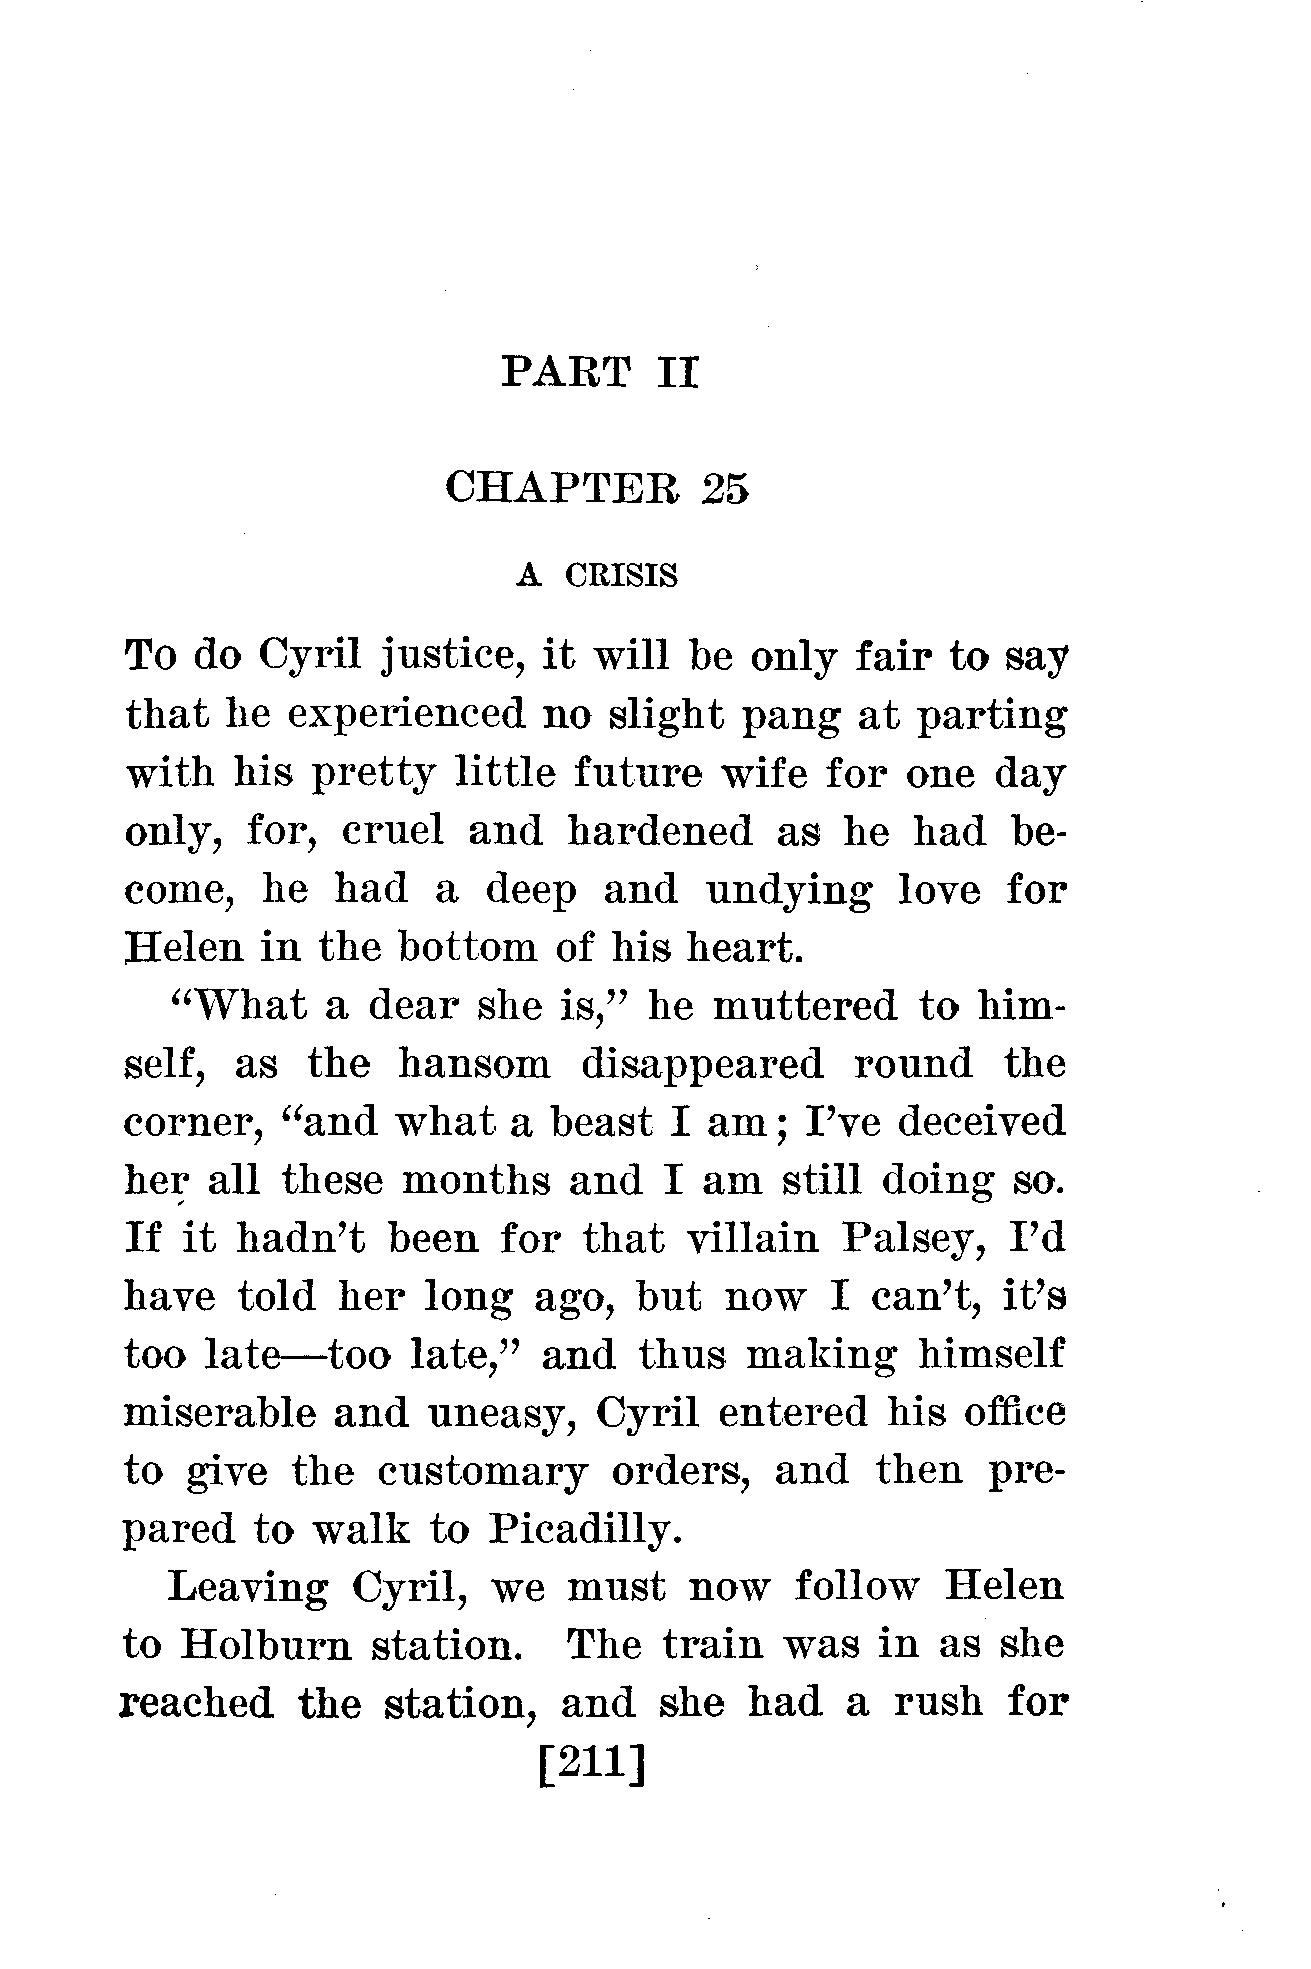 PART II
CHAPTER 25
A CRISIS
To do Cyril justice, it will be only fair to say
that he experienced no slight pang at parting
with his pretty little future wife for one day
only, for, cruel and hardened as he had be-
come, he had a deep and undying love for
Helen in the bottom of his heart.
“What a dear she is,” he muttered to him-
self, as the hansom disappeared round the
corner, “and what a beast I am; I’ve deceived
her all these months and I am still doing so.
If it hadn’t been for that villain Palsey, I’d
have told her long ago, but now I can’t, it’s
too late—too late,” and thus making himself
miserable and uneasy, Cyril entered his office
to give the customary orders, and then pre-
pared to walk to Picadilly.
Leaving Cyril, we must now follow Helen
to Holburn station. The train was in as she
reached the station, and she had a rush for
[211]